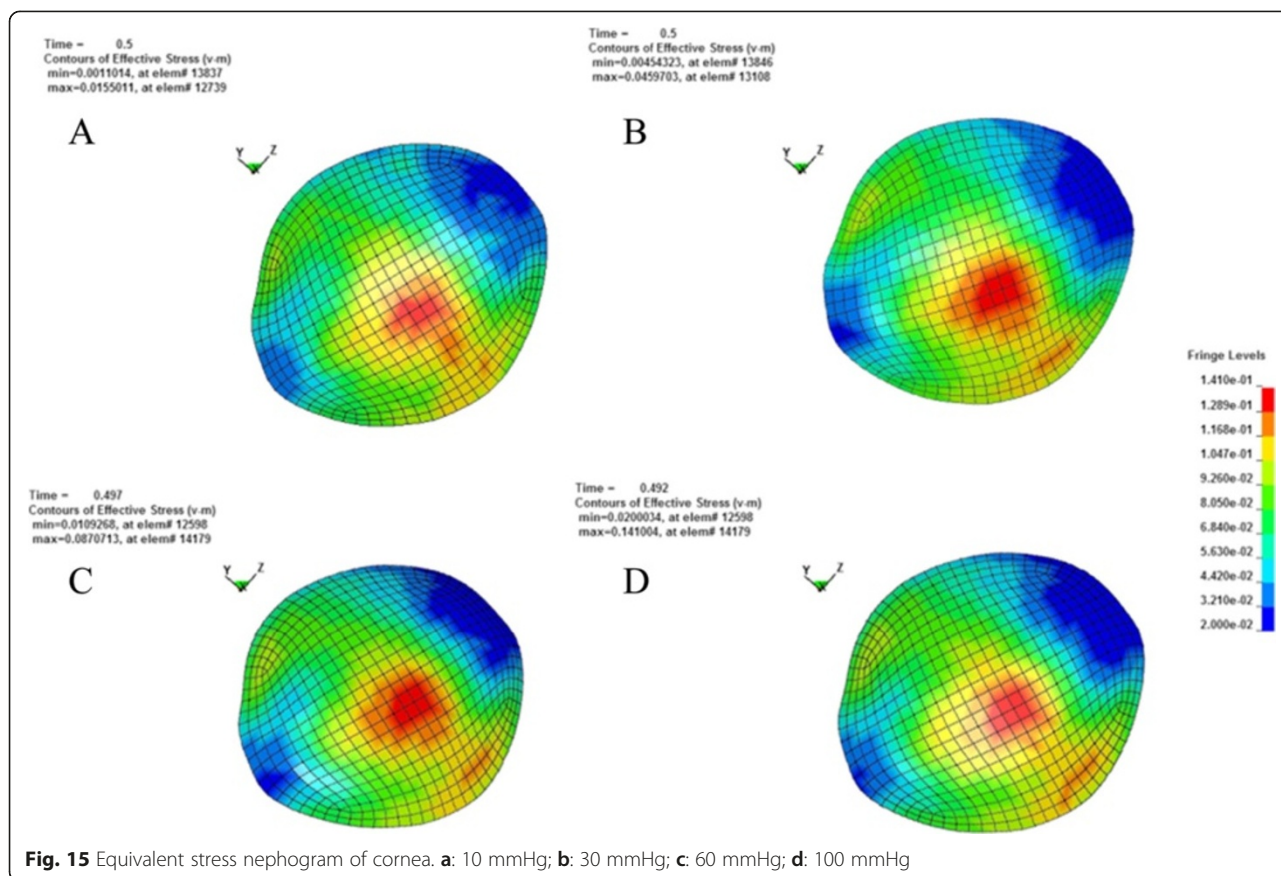 Time = 0.5
Contours of Effective Stress (v-m)
min=0.0011014, at elem# 13837
max=0.0155011, at elem# 12739
A
Y Z
Time = 0.5
Contours of Effective Stress (v-m)
min=0.00454323, at elem# 13846
max=0.0459703, at elem# 13108
B
Y Z
Time = 0.497
Contours of Effective Stress (v-m)
min=0.0109268, at elem# 12598
max=0.0870713, at elem# 14179
C
Y Z
Time = 0.492
Contours of Effective Stress (v-m)
min=0.0200034, at elem# 12598
max=0.141004, at elem# 14179
D
Y Z
Fringe Levels
1.410e-01
1.289e-01
1.168e-01
1.047e-01
9.260e-02
8.050e-02
6.840e-02
5.630e-02
4.420e-02
3.210e-02
2.000e-02
Fig. 15 Equivalent stress nephogram of cornea. a: 10 mmHg; b: 30 mmHg; c: 60 mmHg; d: 100 mmHg